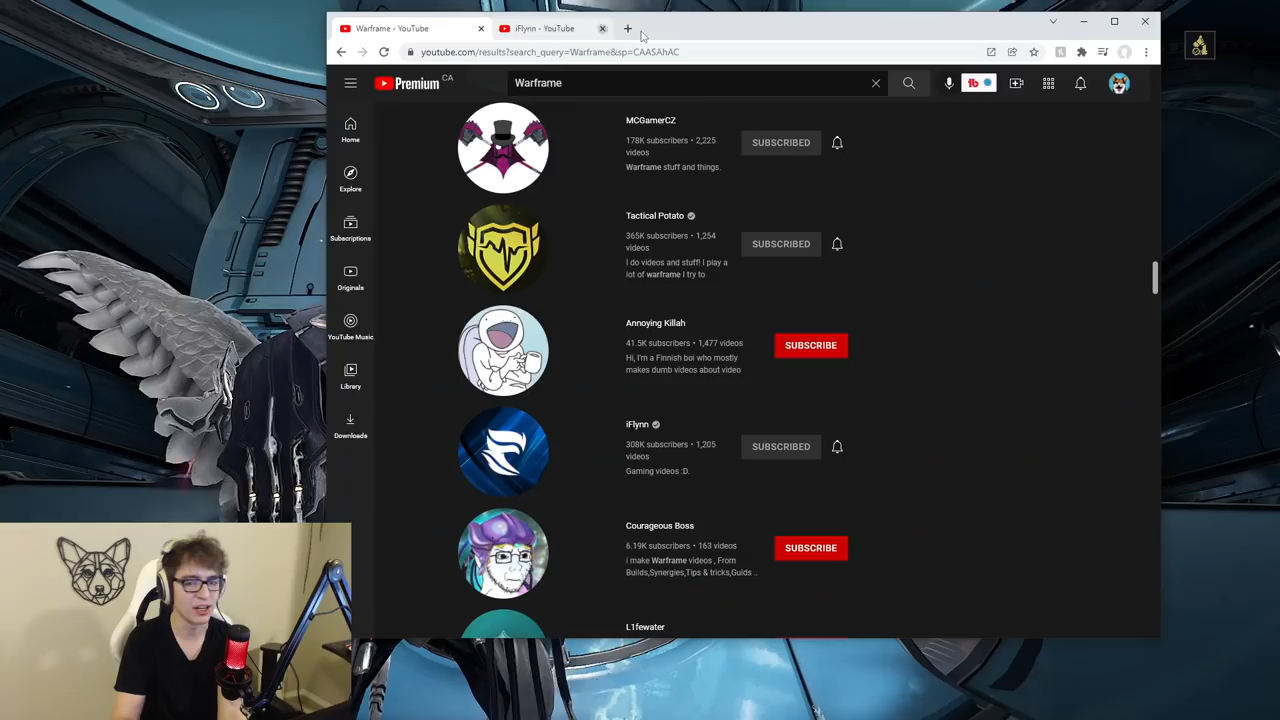 Warframe - YouTube
iFlynn - YouTube
youtube.com/results?search_query=Warframe&sp=CAASAhAC
Premium CA
Warframe
tb
Home
Explore
Subscriptions
Originals
YouTube Music
Library
Downloads
MCGamerCZ
178K subscribers • 2,225
videos
Warframe stuff and things.
SUBSCRIBED
Tactical Potato
365K subscribers • 1,254
videos
I do videos and stuff! I play a
lot of warframe I try to
SUBSCRIBED
Annoying Killah
41.5K subscribers • 1,477 videos
Hi, I'm a Finnish boi who mostly
makes dumb videos about video
SUBSCRIBE
iFlynn
308K subscribers • 1,205
videos
Gaming videos :D.
SUBSCRIBED
Courageous Boss
6.19K subscribers • 163 videos
i make Warframe videos , From
Builds,Synergies,Tips & tricks,Guids ..
SUBSCRIBE
L1fewater